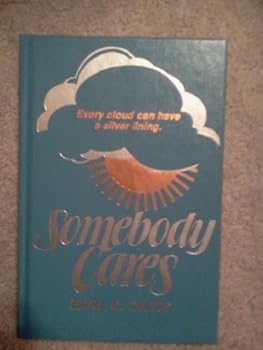 Every cloud can have
a silver lining.
Somebody
Cares